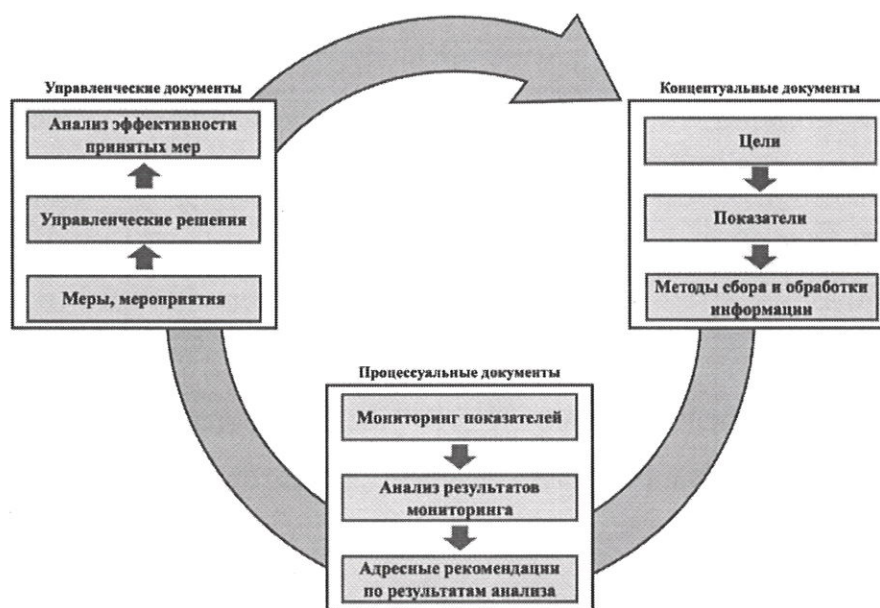 Управленческие документы
Анализ эффективности
принятых мер
Управленческие решения
Меры, мероприятия
Концептуальные документы
Цели
Показатели
Методы сбора и обработки
информации
Процессуальные документы
Мониторинг показателей
Анализ результатов
мониторинга
Адресные рекомендации
по результатам анализа